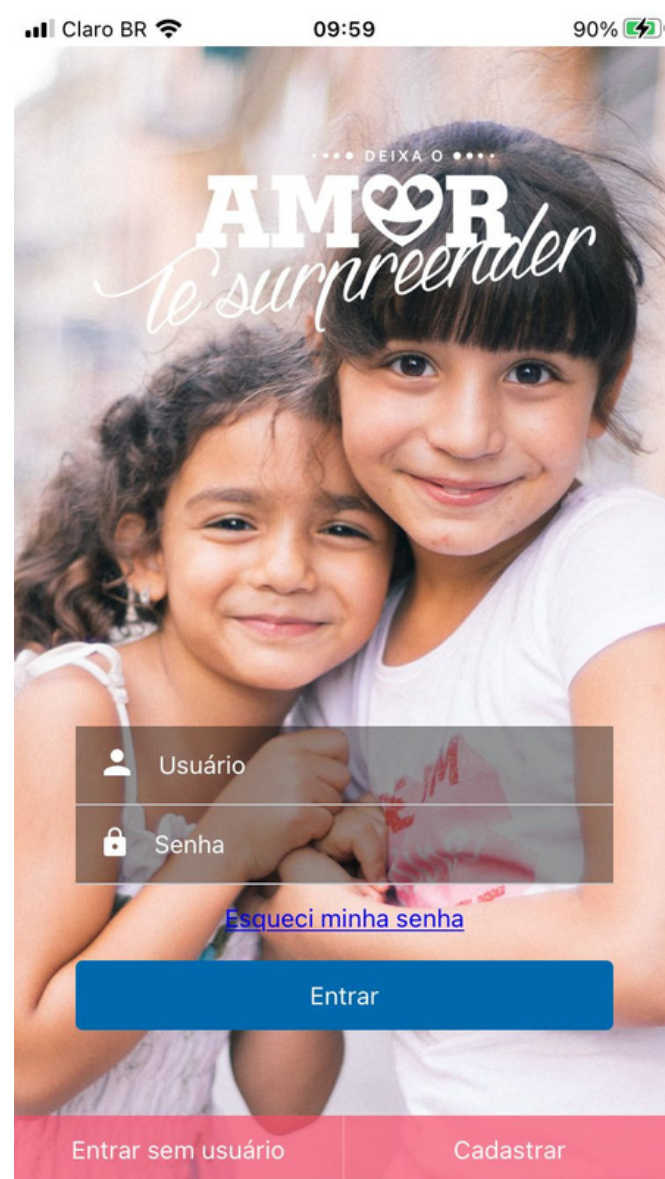 Claro BR 09:59 90%
DEIXA O
AMOR
te surpreender
Usuário
Senha
Esqueci minha senha
Entrar
Entrar sem usuário Cadastrar